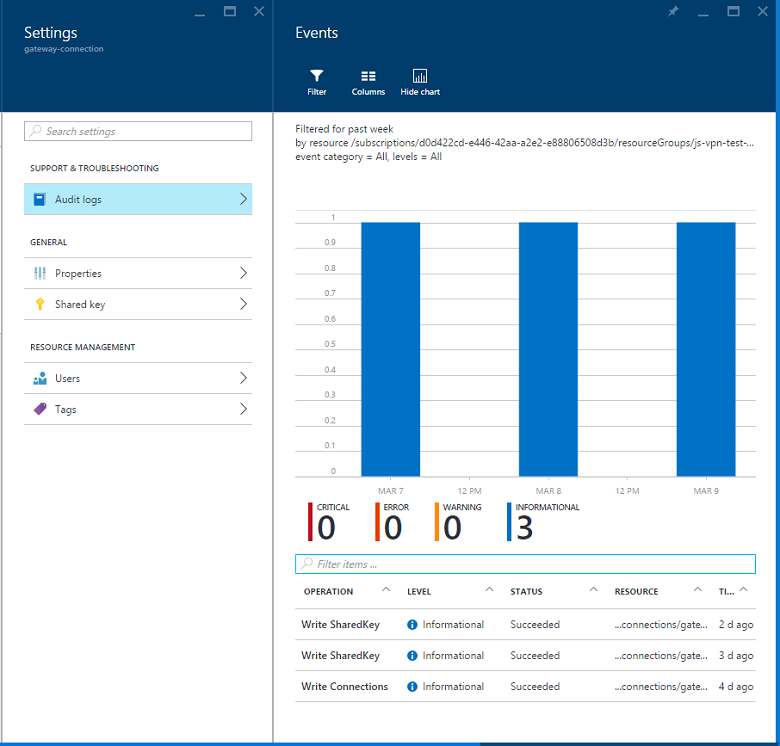 Settings
gateway-connection
Search settings
SUPPORT & TROUBLESHOOTING
Audit logs
GENERAL
Properties
Shared key
RESOURCE MANAGEMENT
Users
Tags
Events
Filter Columns Hide chart
Filtered for past week
by resource /subscriptions/d0d422cd-e446-42aa-a2e2-e88806508d3b/resourceGroups/js-vpn-test-...
event category = All, levels = All
1
0.9
0.8
0.7
0.6
0.5
0.4
0.3
0.2
0.1
0
MAR 7 12 PM MAR 8 12 PM MAR 9
CRITICAL ERROR WARNING INFORMATIONAL
0 0 0 3
Filter items ...
OPERATION LEVEL STATUS RESOURCE TI...
Write SharedKey Informational Succeeded ...connections/gate... 2 d ago
Write SharedKey Informational Succeeded ...connections/gate... 3 d ago
Write Connections Informational Succeeded ...connections/gate... 4 d ago